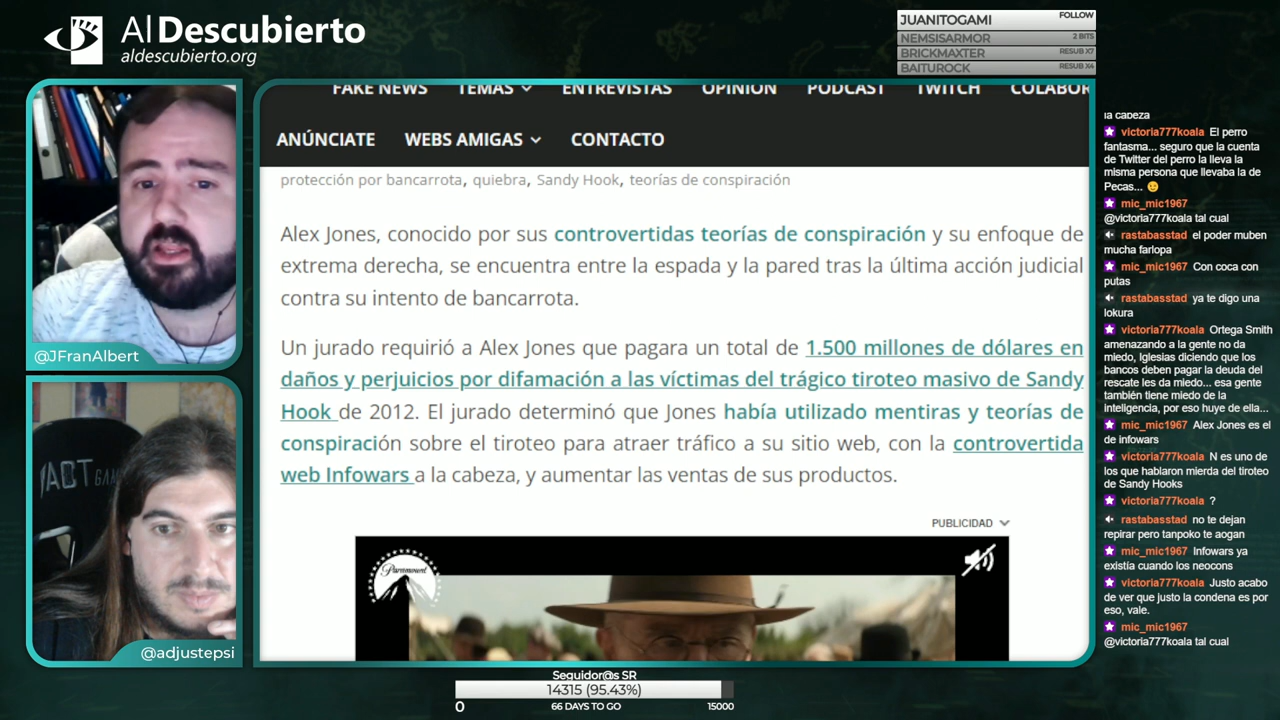 Al Descubierto
aldescubierto.org
JUANITOGAMI FOLLOW
NEMSISARMOR 2 BITS
BRICKMAXTER RESUB X7
BAITUROCK RESUB X4
@JFranAlbert
@adjustepsi
FAKE NEWS TEMAS ENTREVISTAS OPINIÓN PODCAST TWITCH COLABOR
ANÚNCIATE WEBS AMIGAS CONTACTO
protección por bancarrota, quiebra, Sandy Hook, teorías de conspiración
Alex Jones, conocido por sus controvertidas teorías de conspiración y su enfoque de
extrema derecha, se encuentra entre la espada y la pared tras la última acción judicial
contra su intento de bancarrota.
Un jurado requirió a Alex Jones que pagara un total de 1.500 millones de dólares en
daños y perjuicios por difamación a las víctimas del trágico tiroteo masivo de Sandy
Hook de 2012. El jurado determinó que Jones había utilizado mentiras y teorías de
conspiración sobre el tiroteo para atraer tráfico a su sitio web, con la controvertida
web Infowars a la cabeza, y aumentar las ventas de sus productos.
PUBLICIDAD
Paramount
la cabeza
victoria777koala El perro
fantasma... seguro que la cuenta
de Twitter del perro la lleva la
misma persona que llevaba la de
Pecas...
mic_mic1967
@victoria777koala tal cual
rastabasstad el poder muben
mucha farlopa
mic_mic1967 Con coca con
putas
rastabasstad ya te digo una
lokura
victoria777koala Ortega Smith
amenazando a la gente no da
miedo, Iglesias diciendo que los
bancos deben pagar la deuda del
rescate les da miedo... esa gente
también tiene miedo de la
inteligencia, por eso huye de ella...
mic_mic1967 Alex Jones es el
de infowars
victoria777koala N es uno de
los que hablaron mierda del tiroteo
de Sandy Hooks
victoria777koala ?
rastabasstad no te dejan
repirar pero tanpoko te aogan
mic_mic1967 Infowars ya
existía cuando los neocons
victoria777koala Justo acabo
de ver que justo la condena es por
eso, vale.
mic_mic1967
@victoria777koala tal cual
Seguidor@s SR
14315 (95.43%)
0 66 DAYS TO GO 15000